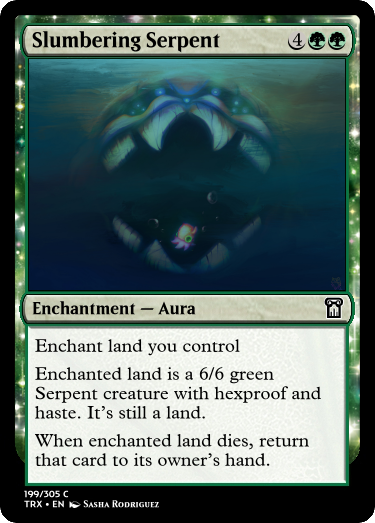 Slumbering Serpent 4
Enchantment — Aura
Enchant land you control
Enchanted land is a 6/6 green
Serpent creature with hexproof and
haste. It's still a land.
When enchanted land dies, return
that card to its owner's hand.
199/305 C
TRX • EN Sasha Rodriguez